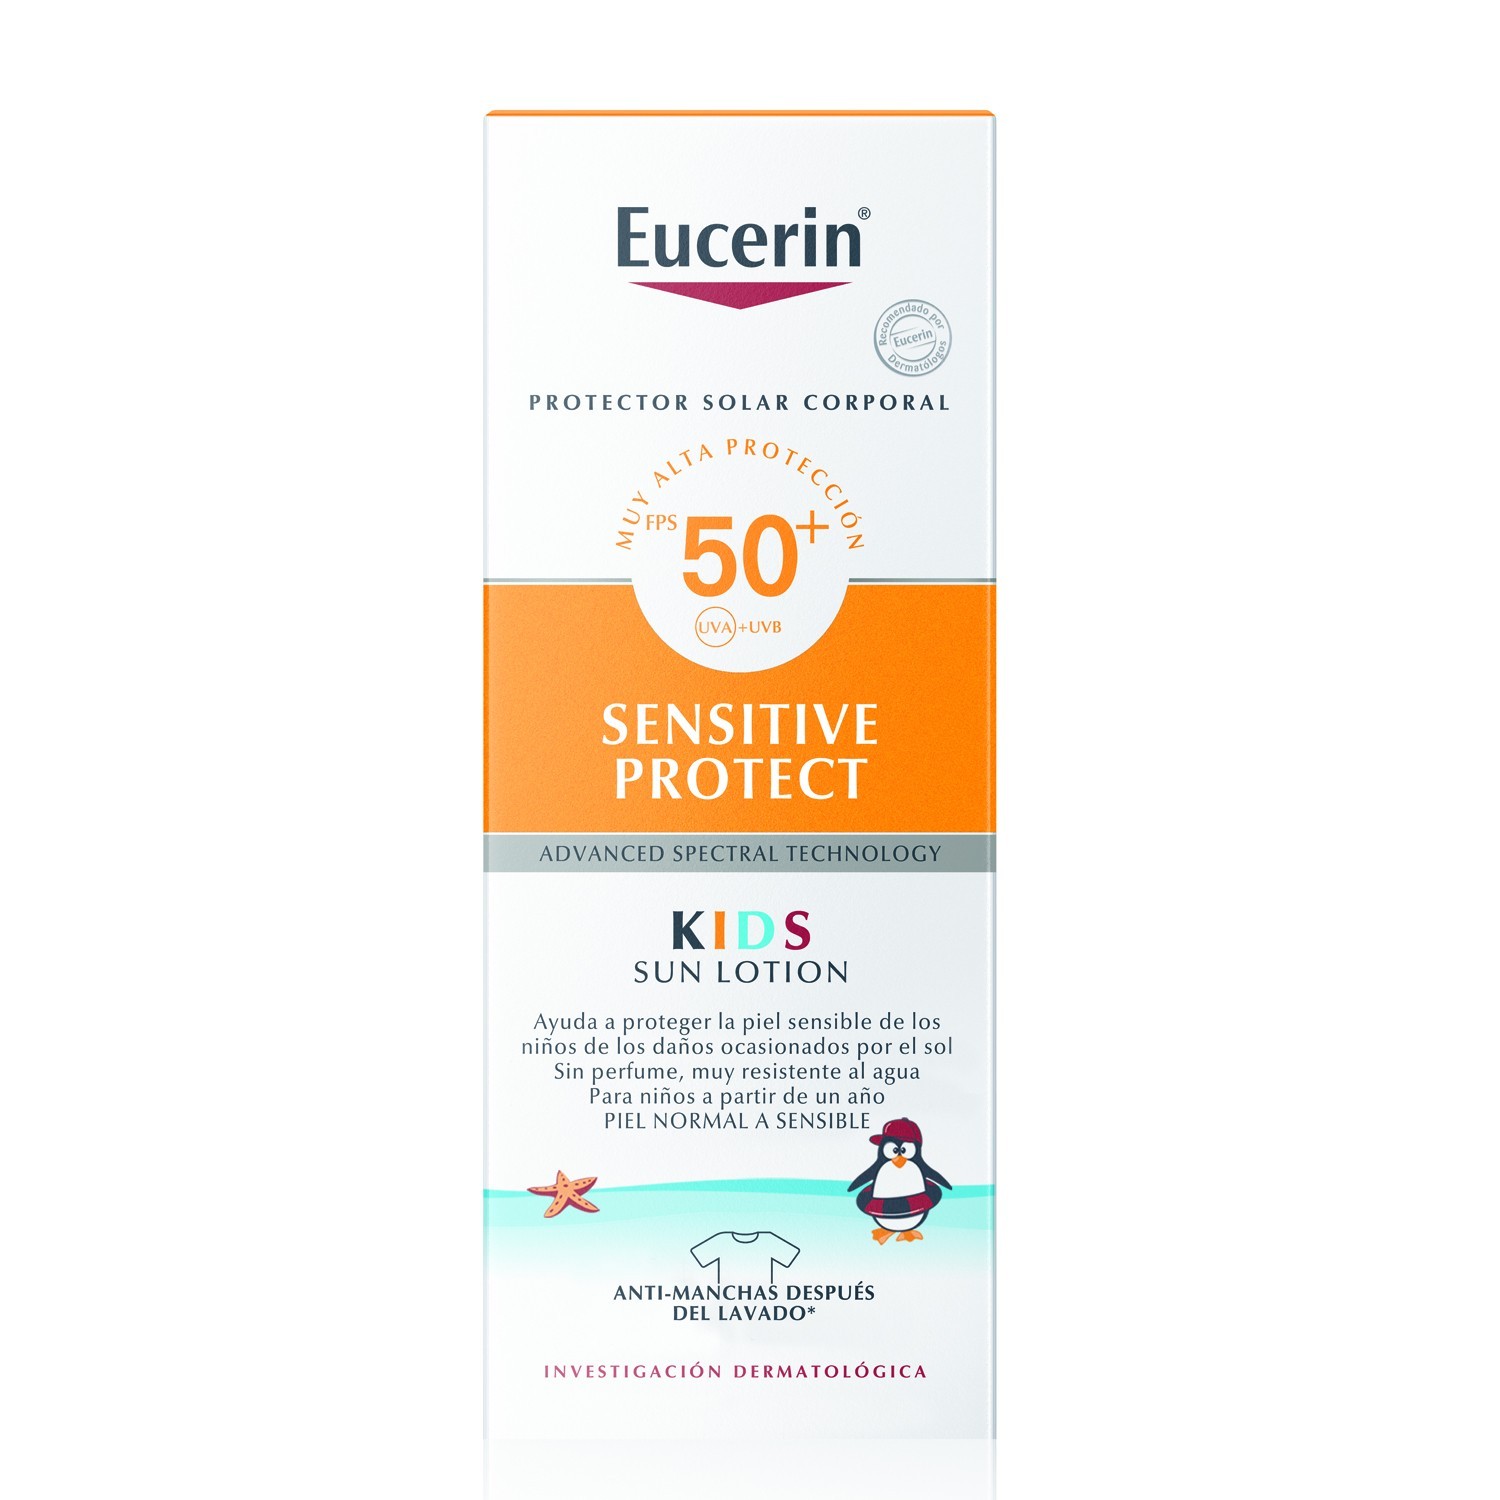 Eucerin®
Recomendado por
Eucerin
Dermatólogos
PROTECTOR SOLAR CORPORAL
MUY ALTA PROTECCIÓN
FPS 50+
UVA+UVB
SENSITIVE
PROTECT
ADVANCED SPECTRAL TECHNOLOGY
KIDS
SUN LOTION
Ayuda a proteger la piel sensible de los
niños de los daños ocasionados por el sol
Sin perfume, muy resistente al agua
Para niños a partir de un año
PIEL NORMAL A SENSIBLE
ANTI-MANCHAS DESPUÉS
DEL LAVADO*
INVESTIGACIÓN DERMATOLÓGICA